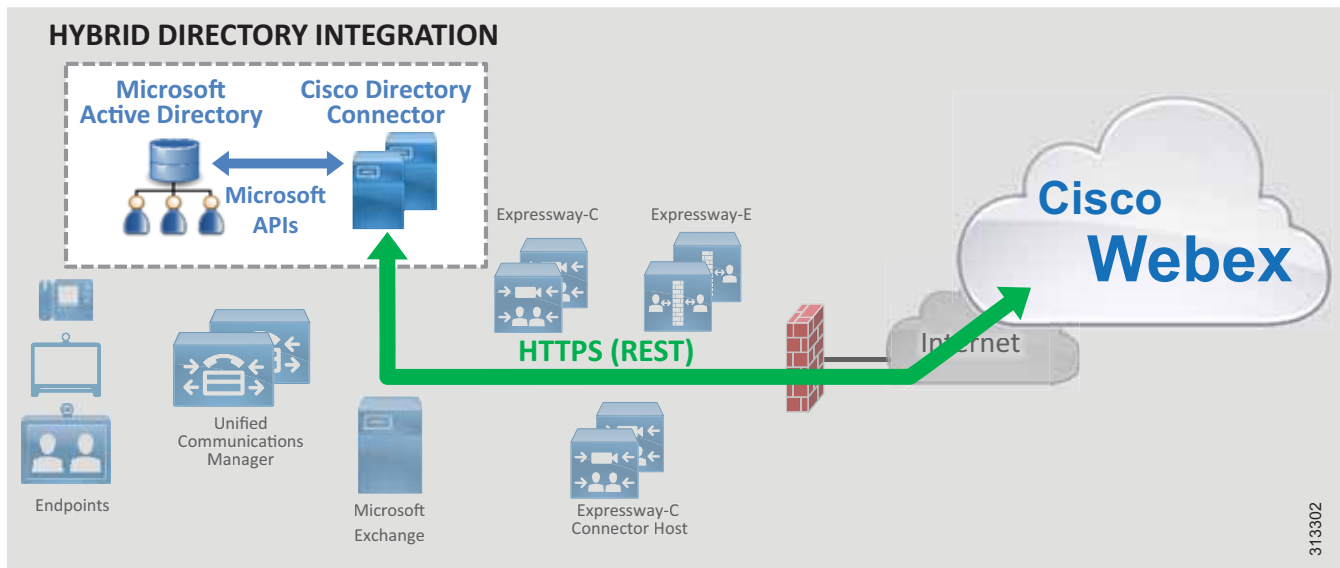 HYBRID DIRECTORY INTEGRATION
Microsoft
Active Directory
Cisco Directory
Connector
Microsoft
APIs
Expressway-C
Expressway-E
Cisco
Webex
HTTPS (REST)
Internet
Unified
Communications
Manager
Endpoints
Microsoft
Exchange
Expressway-C
Connector Host
313302